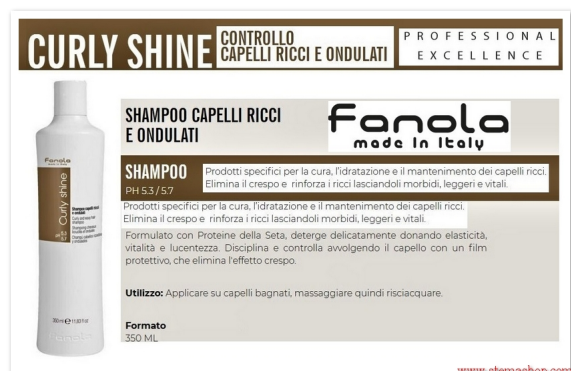 CURLY SHINE
CONTROLLO
CAPELLI RICCI E ONDULATI
PROFESSIONAL
EXCELLENCE
SHAMPOO CAPELLI RICCI
E ONDULATI
Fanola
made In Italy
SHAMPOO
PH 5.3 / 5.7
Prodotti specifici per la cura, l'idratazione e il mantenimento dei capelli ricci.
Elimina il crespo e rinforza i ricci lasciandoli morbidi, leggeri e vitali.
Prodotti specifici per la cura, l'idratazione e il mantenimento dei capelli ricci.
Elimina il crespo e rinforza i ricci lasciandoli morbidi, leggeri e vitali.
Formulato con Proteine della Seta, deterge delicatamente donando elasticità,
vitalità e lucentezza. Disciplina e controlla avvolgendo il capello con un film
protettivo, che elimina l'effetto crespo.
Utilizzo: Applicare su capelli bagnati, massaggiare quindi risciacquare.
Formato
350 ML
Fanola
Curly shine
Fanola
www.stemashop.com